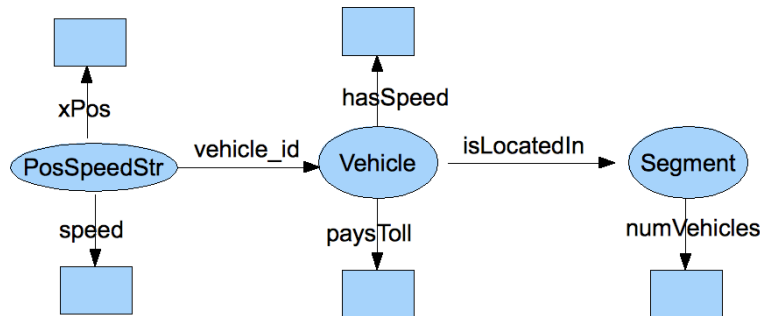 xPos
hasSpeed
PosSpeedStr
vehicle_id
Vehicle
isLocatedIn
Segment
speed
paysToll
numVehicles